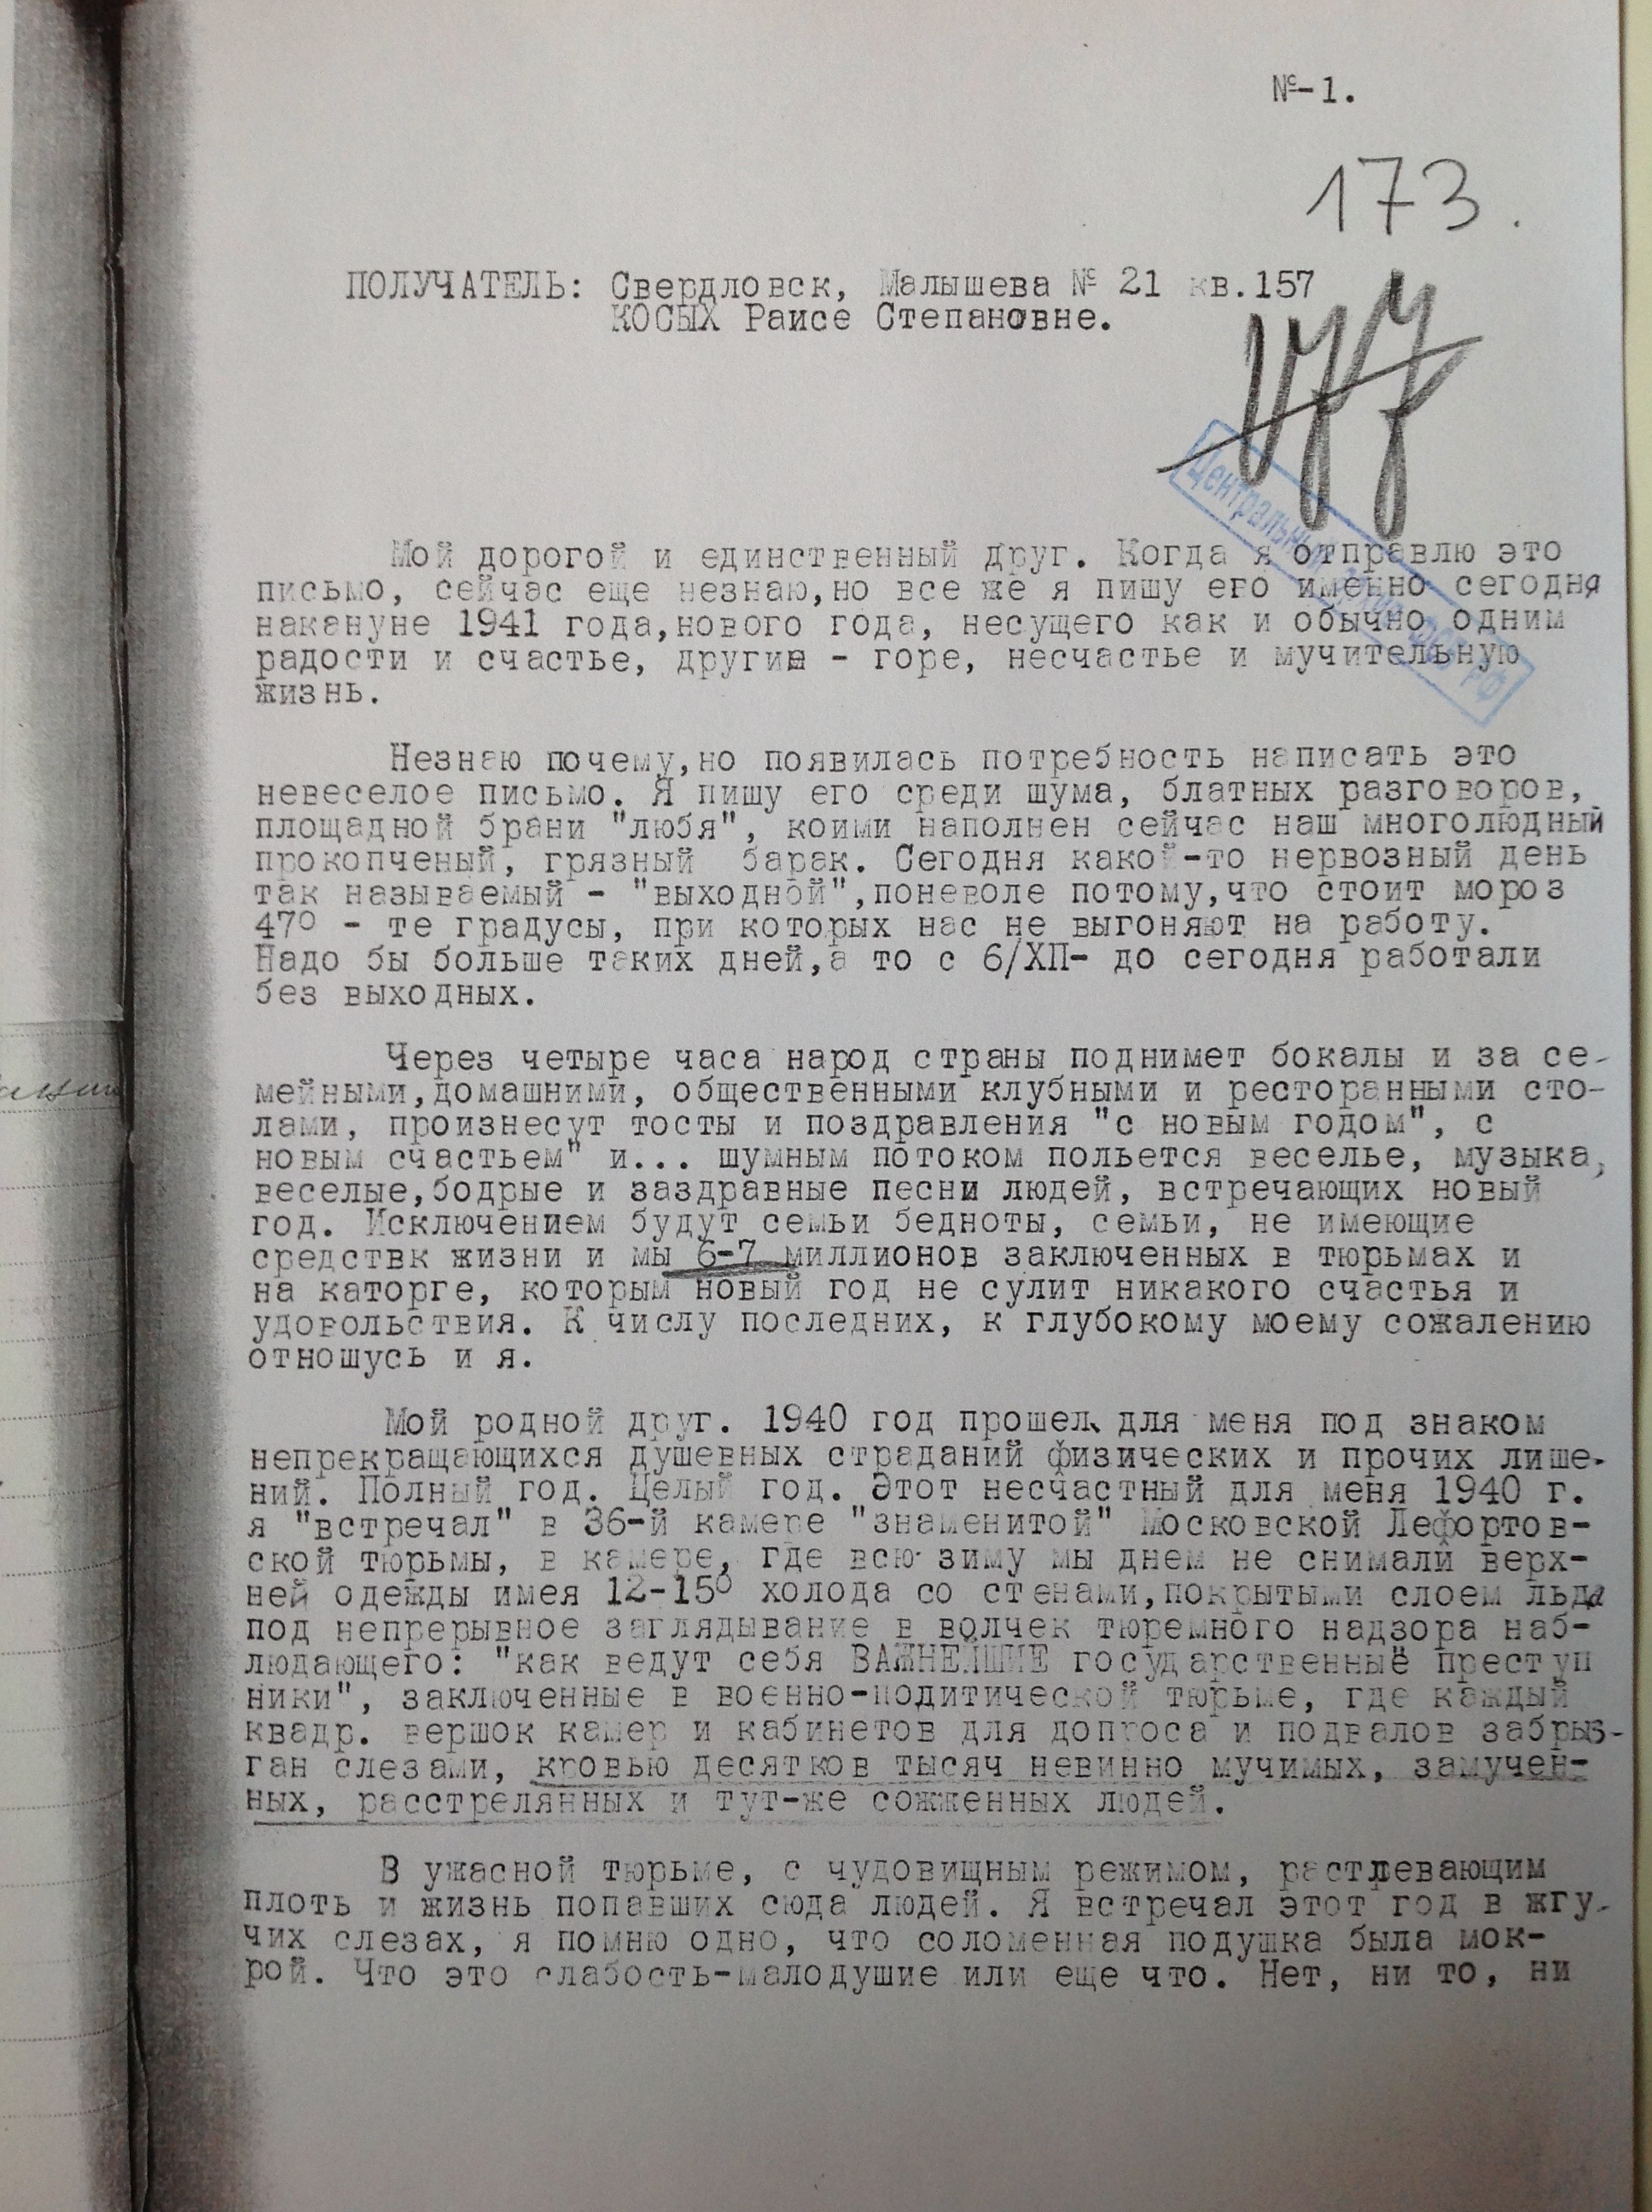 №-1.
173.
ПОЛУЧАТЕЛЬ: Свердловск, Малышева № 21 кв.157
КОСЫХ Раисе Степановне.
177
Центральный ФСБ РФ
Мой дорогой и единственный друг. Когда я отправлю это
письмо, сейчас еще незнаю,но все же я пишу его именно сегодня
накануне 1941 года,нового года, несущего как и обычно одним
радости и счастье, другим - горе, несчастье и мучительную
жизнь.
Незнаю почему,но появилась потребность написать это
невеселое письмо. Я пишу его среди шума, блатных разговоров,
площадной брани "любя", коими наполнен сейчас наш многолюдный
прокопченый, грязный барак. Сегодня какой-то нервозный день
так называемый - "выходной",поневоле потому,что стоит мороз
47° - те градусы, при которых нас не выгоняют на работу.
Надо бы больше таких дней,а то с 6/ХП- до сегодня работали
без выходных.
Через четыре часа народ страны поднимет бокалы и за се-
мейными,домашними, общественными клубными и ресторанными сто-
лами, произнесут тосты и поздравления "с новым годом", с
новым счастьем" и... шумным потоком польется веселье, музыка,
веселые,бодрые и заздравные песни людей, встречающих новый
год. Исключением будут семьи бедноты, семьи, не имеющие
средствк жизни и мы 6-7 миллионов заключенных в тюрьмах и
на каторге, которым новый год не сулит никакого счастья и
удовольствия. К числу последних, к глубокому моему сожалению
отношусь и я.
Мой родной друг. 1940 год прошел для меня под знаком
непрекращающихся душевных страданий физических и прочих лише-
ний. Полный год. Целый год. Этот несчастный для меня 1940 г.
я "встречал" в 36-й камере "знаменитой" Московской Лефортов-
ской тюрьмы, в камере, где всю зиму мы днем не снимали верх-
ней одежды имея 12-15° холода со стенами,покрытыми слоем льда
под непрерывное заглядывание в волчек тюремного надзора наб-
людающего: "как ведут себя ВАЖНЕЙШИЕ государственные преступ
ники", заключенные в военно-политической тюрьме, где каждый
квадр. вершок камер и кабинетов для допроса и подвалов забрыз-
ган слезами, кровью десятков тысяч невинно мучимых, замучен-
ных, расстрелянных и тут-же сожженных людей.
В ужасной тюрьме, с чудовищным режимом, растлевающим
плоть и жизнь попавших сюда людей. Я встречал этот год в жгу-
чих слезах, я помню одно, что соломенная подушка была мок-
рой. Что это слабость-малодушие или еще что. Нет, ни то, ни